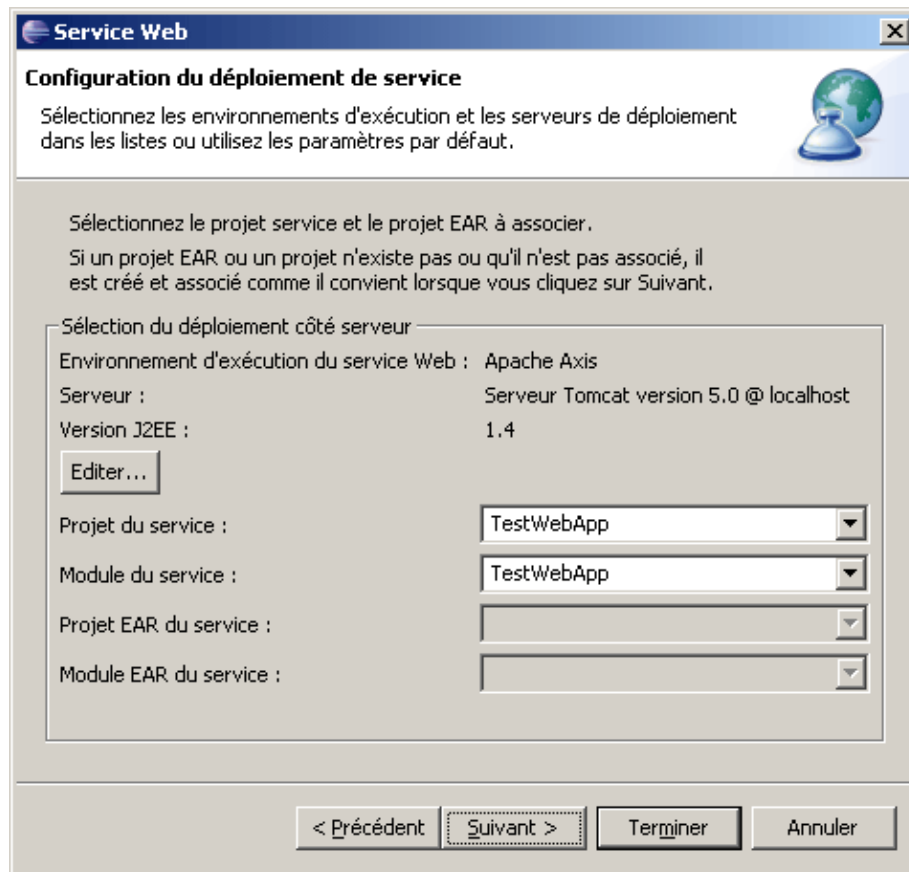 Service Web
Configuration du déploiement de service
Sélectionnez les environnements d'exécution et les serveurs de déploiement
dans les listes ou utilisez les paramètres par défaut.
Sélectionnez le projet service et le projet EAR à associer.
Si un projet EAR ou un projet n'existe pas ou qu'il n'est pas associé, il
est créé et associé comme il convient lorsque vous cliquez sur Suivant.
Sélection du déploiement côté serveur
Environnement d'exécution du service Web : Apache Axis
Serveur : Serveur Tomcat version 5.0 @ localhost
Version J2EE : 1.4
Editer...
Projet du service : TestWebApp
Module du service : TestWebApp
Projet EAR du service :
Module EAR du service :
< Précédent Suivant > Terminer Annuler